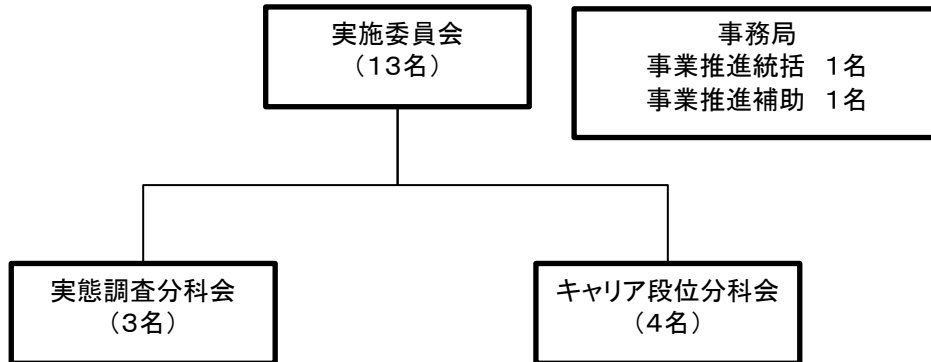 実施委員会
（13名）
事務局
事業推進統括　1名
事業推進補助　1名
実態調査分科会
（3名）
キャリア段位分科会
（4名）